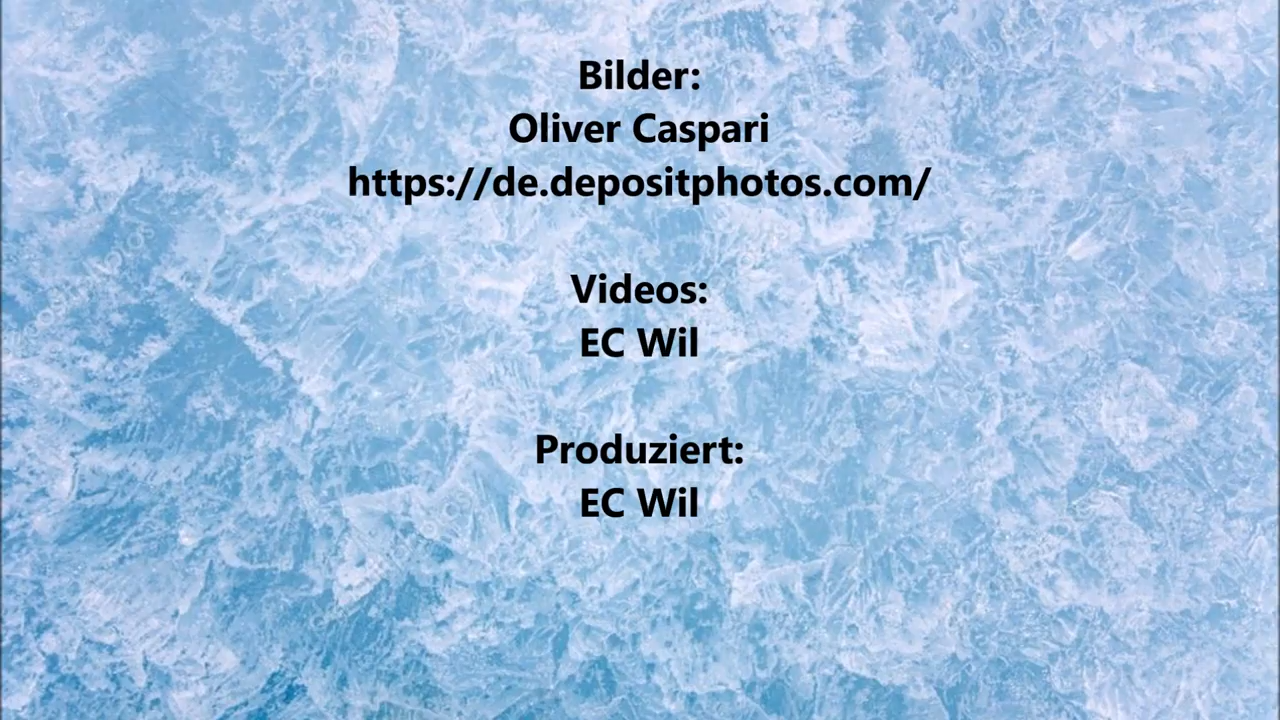 Bilder:
Oliver Caspari
https://de.depositphotos.com/
Videos:
EC Wil
Produziert:
EC Wil